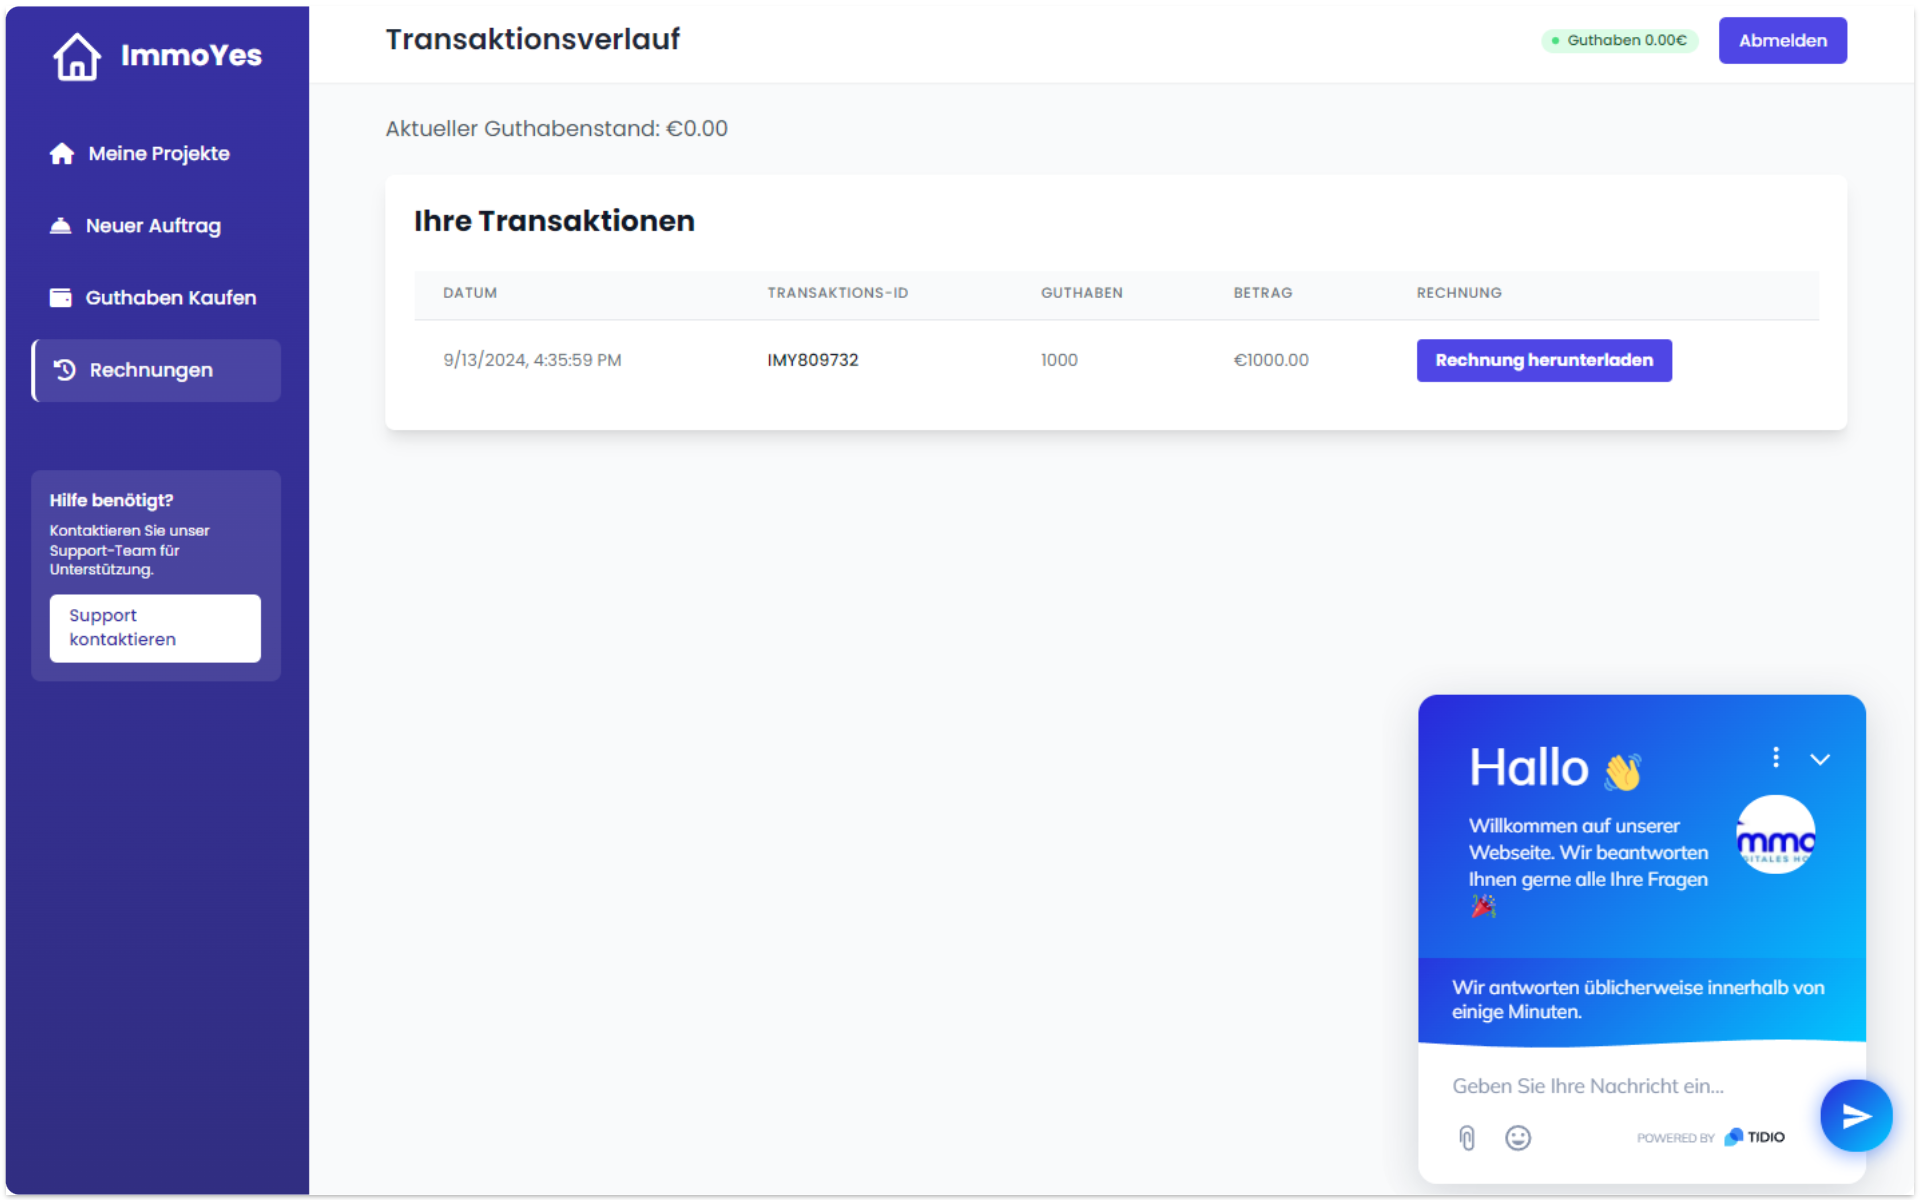 ImmoYes
Meine Projekte
Neuer Auftrag
Guthaben Kaufen
Rechnungen
Hilfe benötigt?
Kontaktieren Sie unser
Support-Team für
Unterstützung.
Support
kontaktieren
Transaktionsverlauf
Guthaben 0.00€
Abmelden
Aktueller Guthabenstand: €0.00
Ihre Transaktionen
DATUM TRANSAKTIONS-ID GUTHABEN BETRAG RECHNUNG
9/13/2024, 4:35:59 PM IMY809732 1000 €1000.00 Rechnung herunterladen
Hallo 👋
Willkommen auf unserer
Webseite. Wir beantworten
Ihnen gerne alle Ihre Fragen
🎉
mmo
ITALES HO
Wir antworten üblicherweise innerhalb von
einige Minuten.
Geben Sie Ihre Nachricht ein...
POWERED BY TIDIO